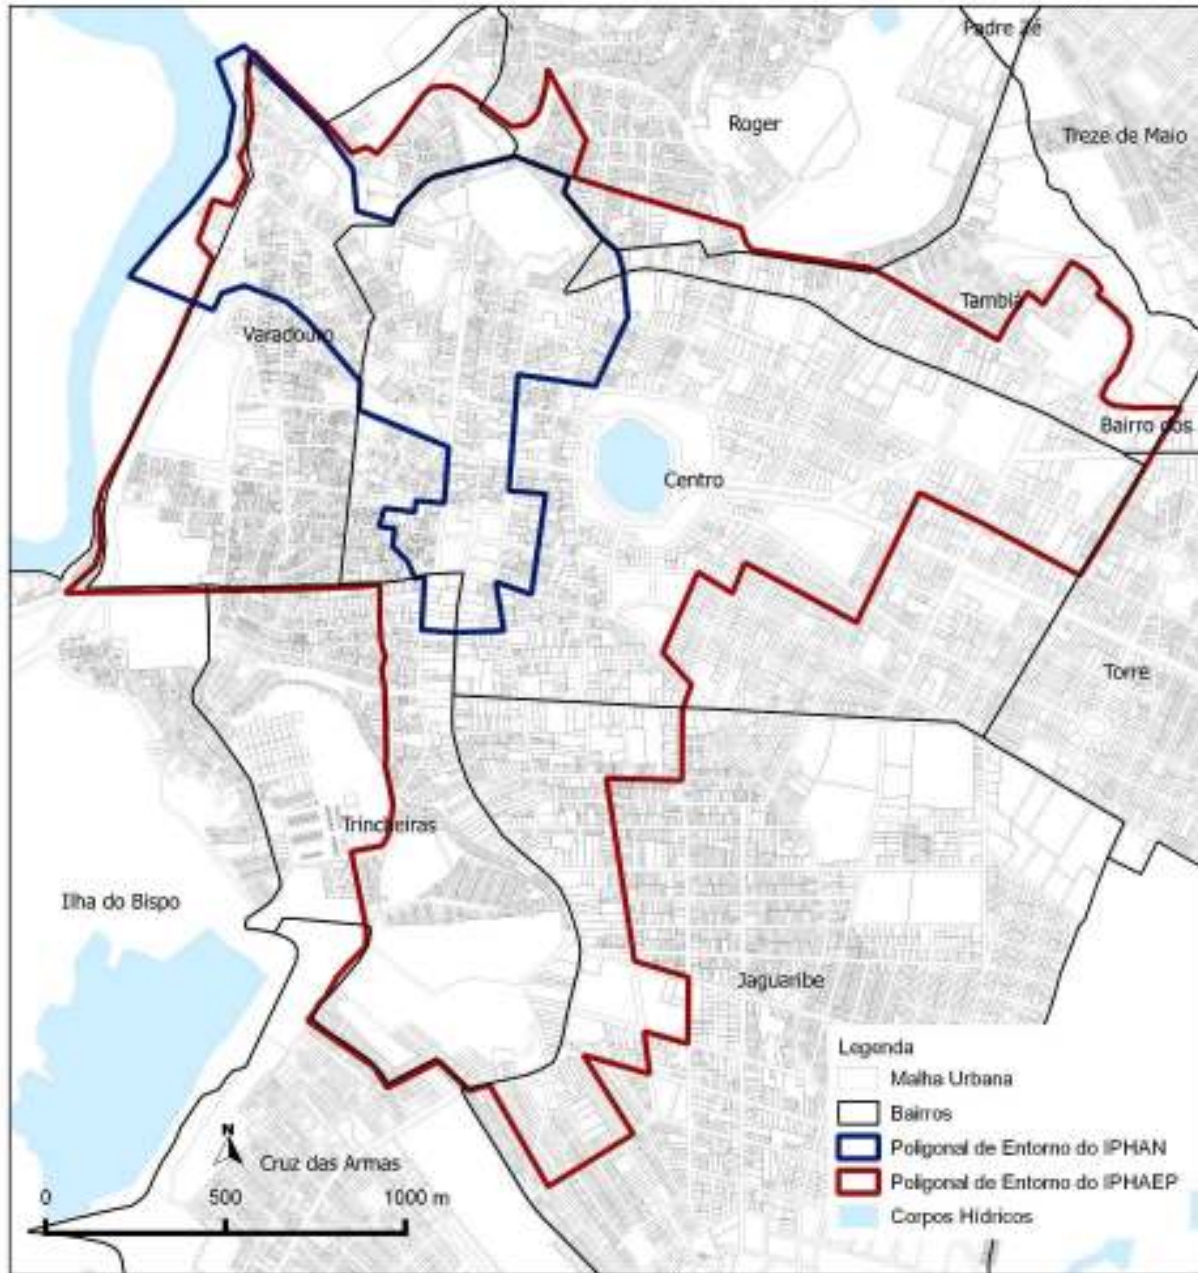 Padre Zé
Roger
Treze de Maio
Tambiá
Varadouro
Bairro dos
Centro
Torre
Trincheiras
Ilha do Bispo
Jaguaribe
Legenda
Malha Urbana
Bairros
Poligonal de Entorno do IPHAN
Poligonal de Entorno do IPHAEP
Corpos Hídricos
N
Cruz das Armas
0 500 1000 m